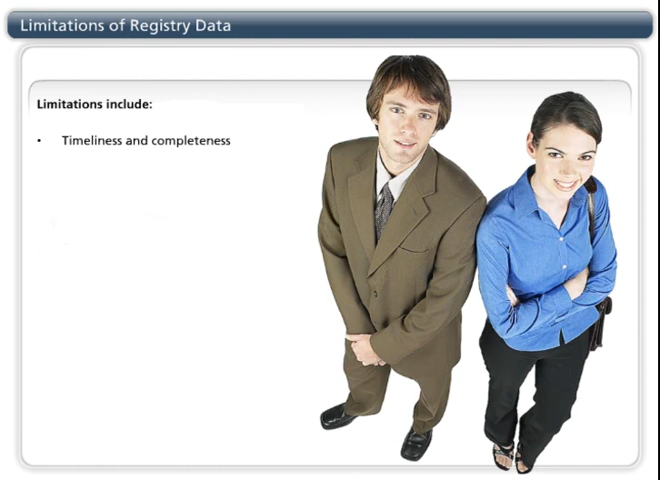 Limitations of Registry Data
Limitations include:
• Timeliness and completeness